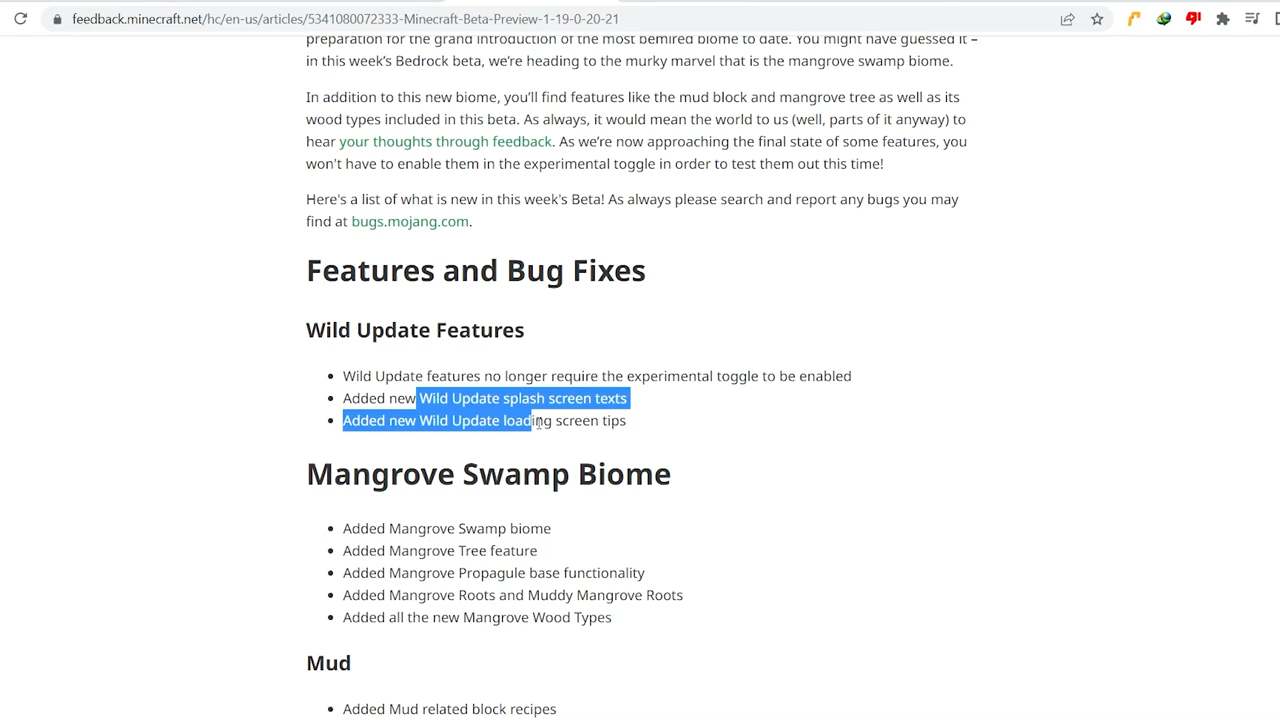 feedback.minecraft.net/hc/en-us/articles/5341080072333-Minecraft-Beta-Preview-1-19-0-20-21
preparation for the grand introduction of the most bemired biome to date. You might have guessed it –
in this week's Bedrock beta, we're heading to the murky marvel that is the mangrove swamp biome.
In addition to this new biome, you'll find features like the mud block and mangrove tree as well as its
wood types included in this beta. As always, it would mean the world to us (well, parts of it anyway) to
hear your thoughts through feedback. As we're now approaching the final state of some features, you
won't have to enable them in the experimental toggle in order to test them out this time!
Here's a list of what is new in this week's Beta! As always please search and report any bugs you may
find at bugs.mojang.com.
Features and Bug Fixes
Wild Update Features
• Wild Update features no longer require the experimental toggle to be enabled
• Added new Wild Update splash screen texts
• Added new Wild Update loading screen tips
Mangrove Swamp Biome
• Added Mangrove Swamp biome
• Added Mangrove Tree feature
• Added Mangrove Propagule base functionality
• Added Mangrove Roots and Muddy Mangrove Roots
• Added all the new Mangrove Wood Types
Mud
• Added Mud related block recipes